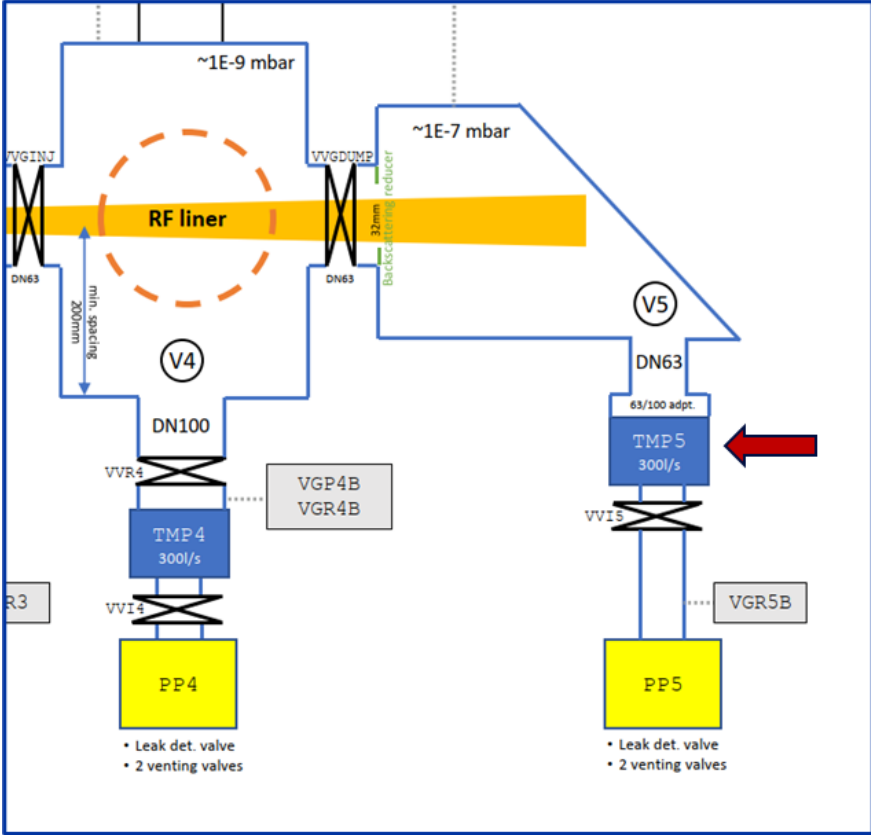 ~1E-9 mbar
~1E-7 mbar
VVGINJ
VVGDUMP
RF liner
32mm
Backscattering reducer
DN63
DN63
min. spacing
200mm
V4
V5
DN100
DN63
63/100 adpt.
VVR4
VGP4B
VGR4B
TMP5
300l/s
TMP4
300l/s
VVI5
R3
VVI4
VGR5B
PP4
PP5
• Leak det. valve
• 2 venting valves
• Leak det. valve
• 2 venting valves